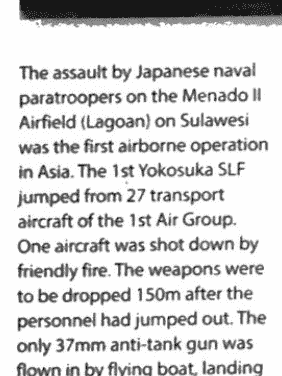 The assault by Japanese naval
paratroopers on the Menado II
Airfield (Lagoan) on Sulawesi
was the first airborne operation
in Asia. The 1st Yokosuka SLF
jumped from 27 transport
aircraft of the 1st Air Group.
One aircraft was shot down by
friendly fire. The weapons were
to be dropped 150m after the
personnel had jumped out. The
only 37mm anti-tank gun was
flown in by flying boat, landing